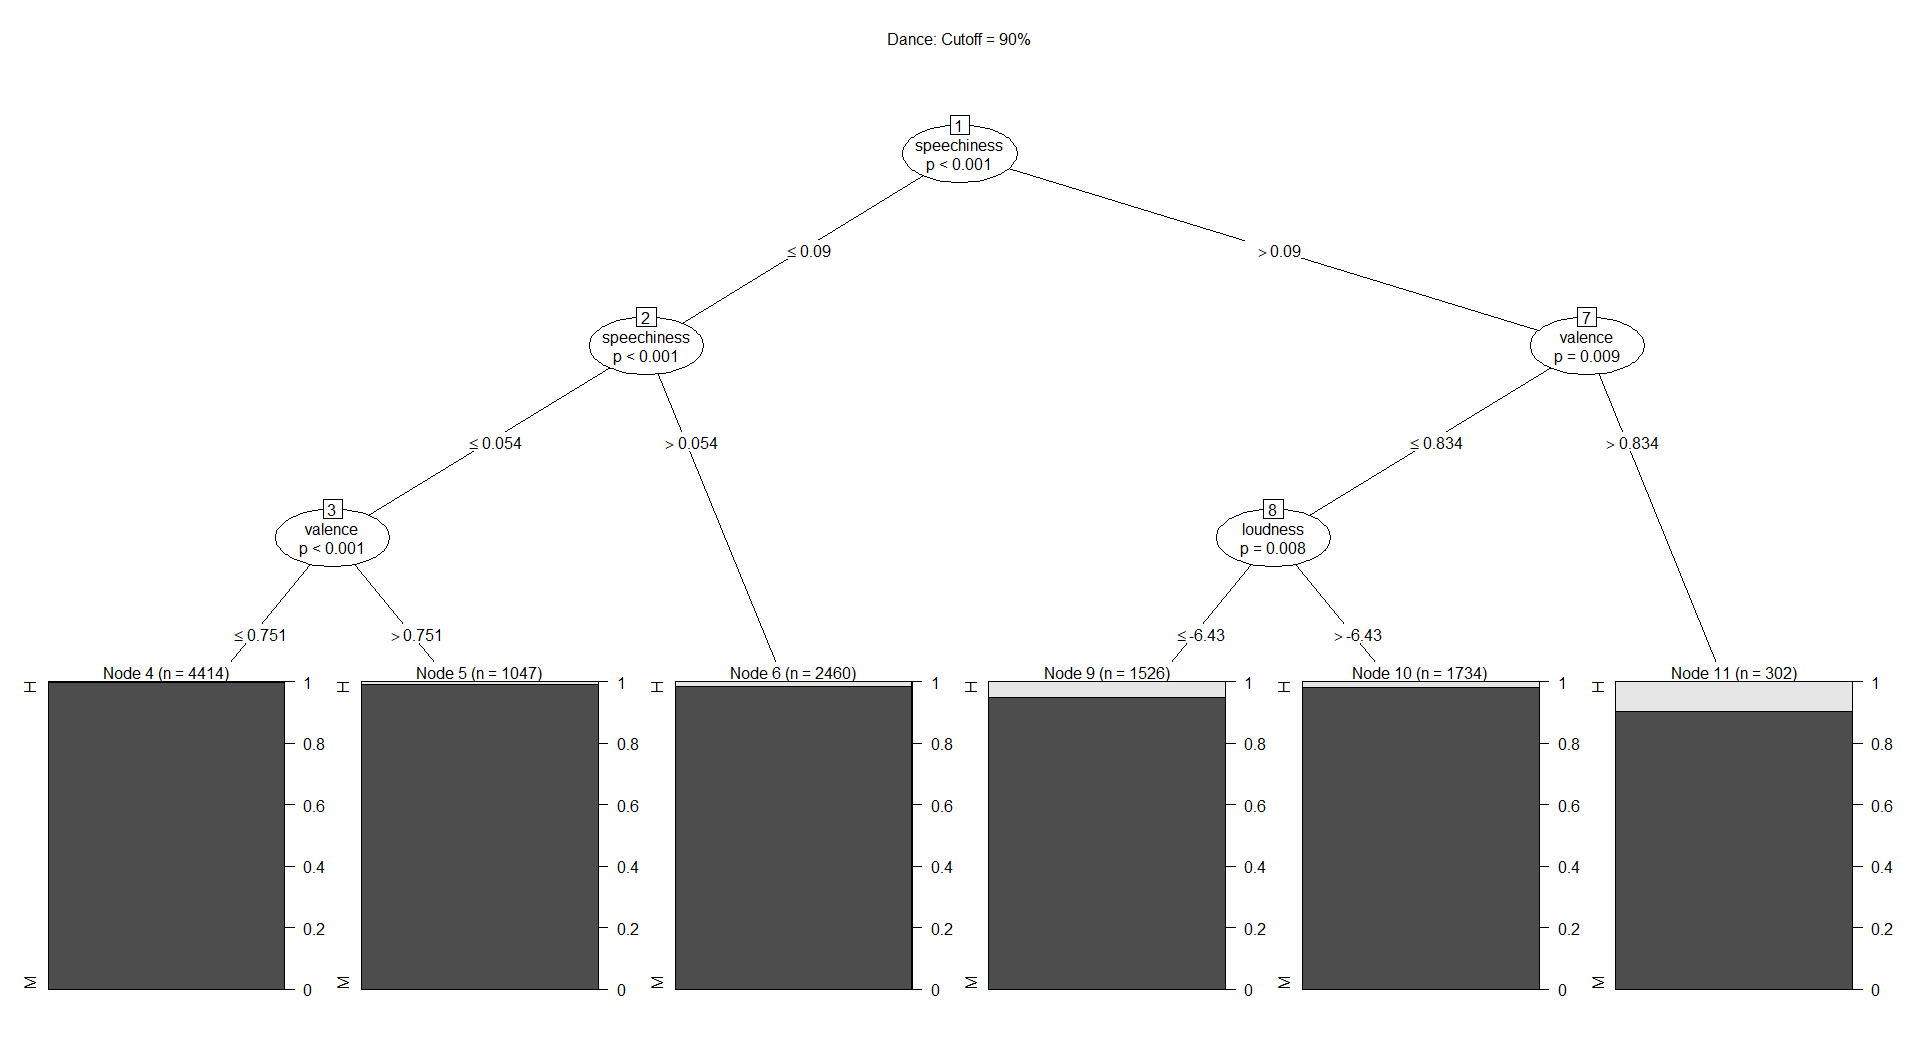 Dance: Cutoff = 90%
1
speechiness
p < 0.001
≤ 0.09
> 0.09
2
speechiness
p < 0.001
7
valence
p = 0.009
≤ 0.054
> 0.054
≤ 0.834
> 0.834
3
valence
p < 0.001
8
loudness
p = 0.008
≤ 0.751
> 0.751
≤ -6.43
> -6.43
Node 4 (n = 4414)
H
M
1
0.8
0.6
0.4
0.2
0
Node 5 (n = 1047)
H
M
1
0.8
0.6
0.4
0.2
0
Node 6 (n = 2460)
H
M
1
0.8
0.6
0.4
0.2
0
Node 9 (n = 1526)
H
M
1
0.8
0.6
0.4
0.2
0
Node 10 (n = 1734)
H
M
1
0.8
0.6
0.4
0.2
0
Node 11 (n = 302)
H
M
1
0.8
0.6
0.4
0.2
0